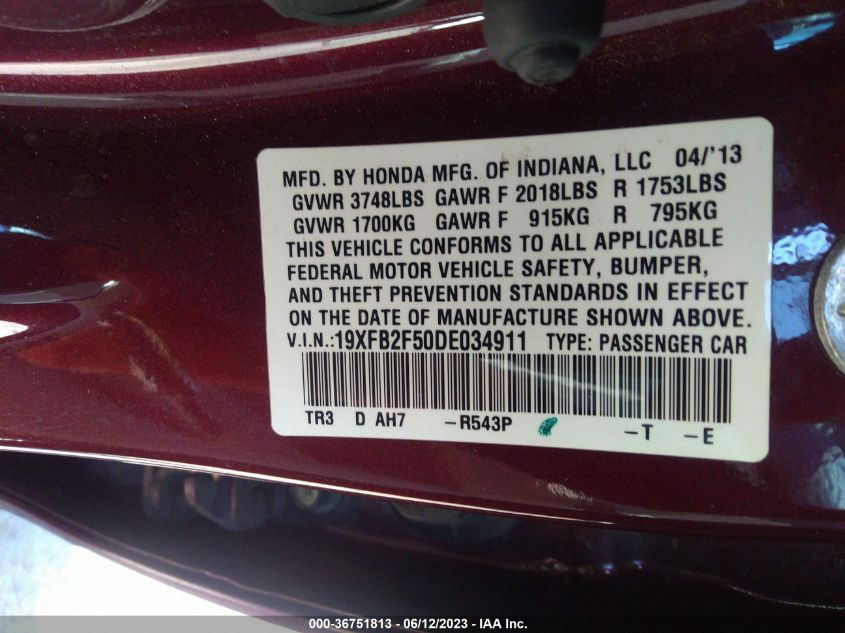 MFD. BY HONDA MFG. OF INDIANA, LLC 04/'13
GVWR 3748LBS GAWR F 2018LBS R 1753LBS
GVWR 1700KG GAWR F 915KG R 795KG
THIS VEHICLE CONFORMS TO ALL APPLICABLE
FEDERAL MOTOR VEHICLE SAFETY, BUMPER,
AND THEFT PREVENTION STANDARDS IN EFFECT
ON THE DATE OF MANUFACTURE SHOWN ABOVE.
V.I.N.:19XFB2F50DE034911 TYPE: PASSENGER CAR
TR3 D AH7 -R543P -T -E
000-36751813 - 06/12/2023 - IAA Inc.